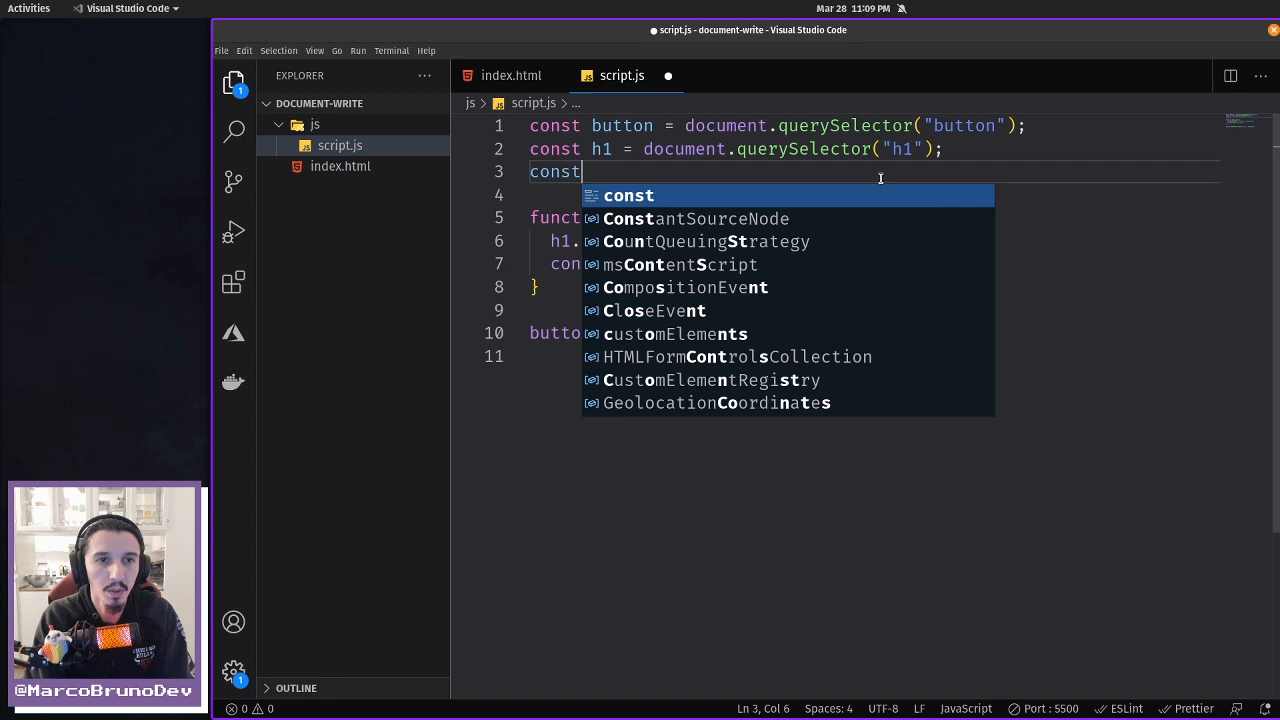 Activities
Visual Studio Code
Mar 28 11:09 PM
script.js - document-write - Visual Studio Code
File Edit Selection View Go Run Terminal Help
EXPLORER
index.html
script.js
DOCUMENT-WRITE
js
script.js
index.html
js > script.js > ...
1 const button = document.querySelector("button");
2 const h1 = document.querySelector("h1");
3 const
4
5 funct
6 h1.
7 con
8 }
9
10 butto
11
const
ConstantSourceNode
CountQueuingStrategy
msContentScript
CompositionEvent
CloseEvent
customElements
HTMLFormControlsCollection
CustomElementRegistry
GeolocationCoordinates
1
1
OUTLINE
@MarcoBrunoDev
0 0
Ln 3, Col 6 Spaces: 4 UTF-8 LF JavaScript Port : 5500 ESLint Prettier